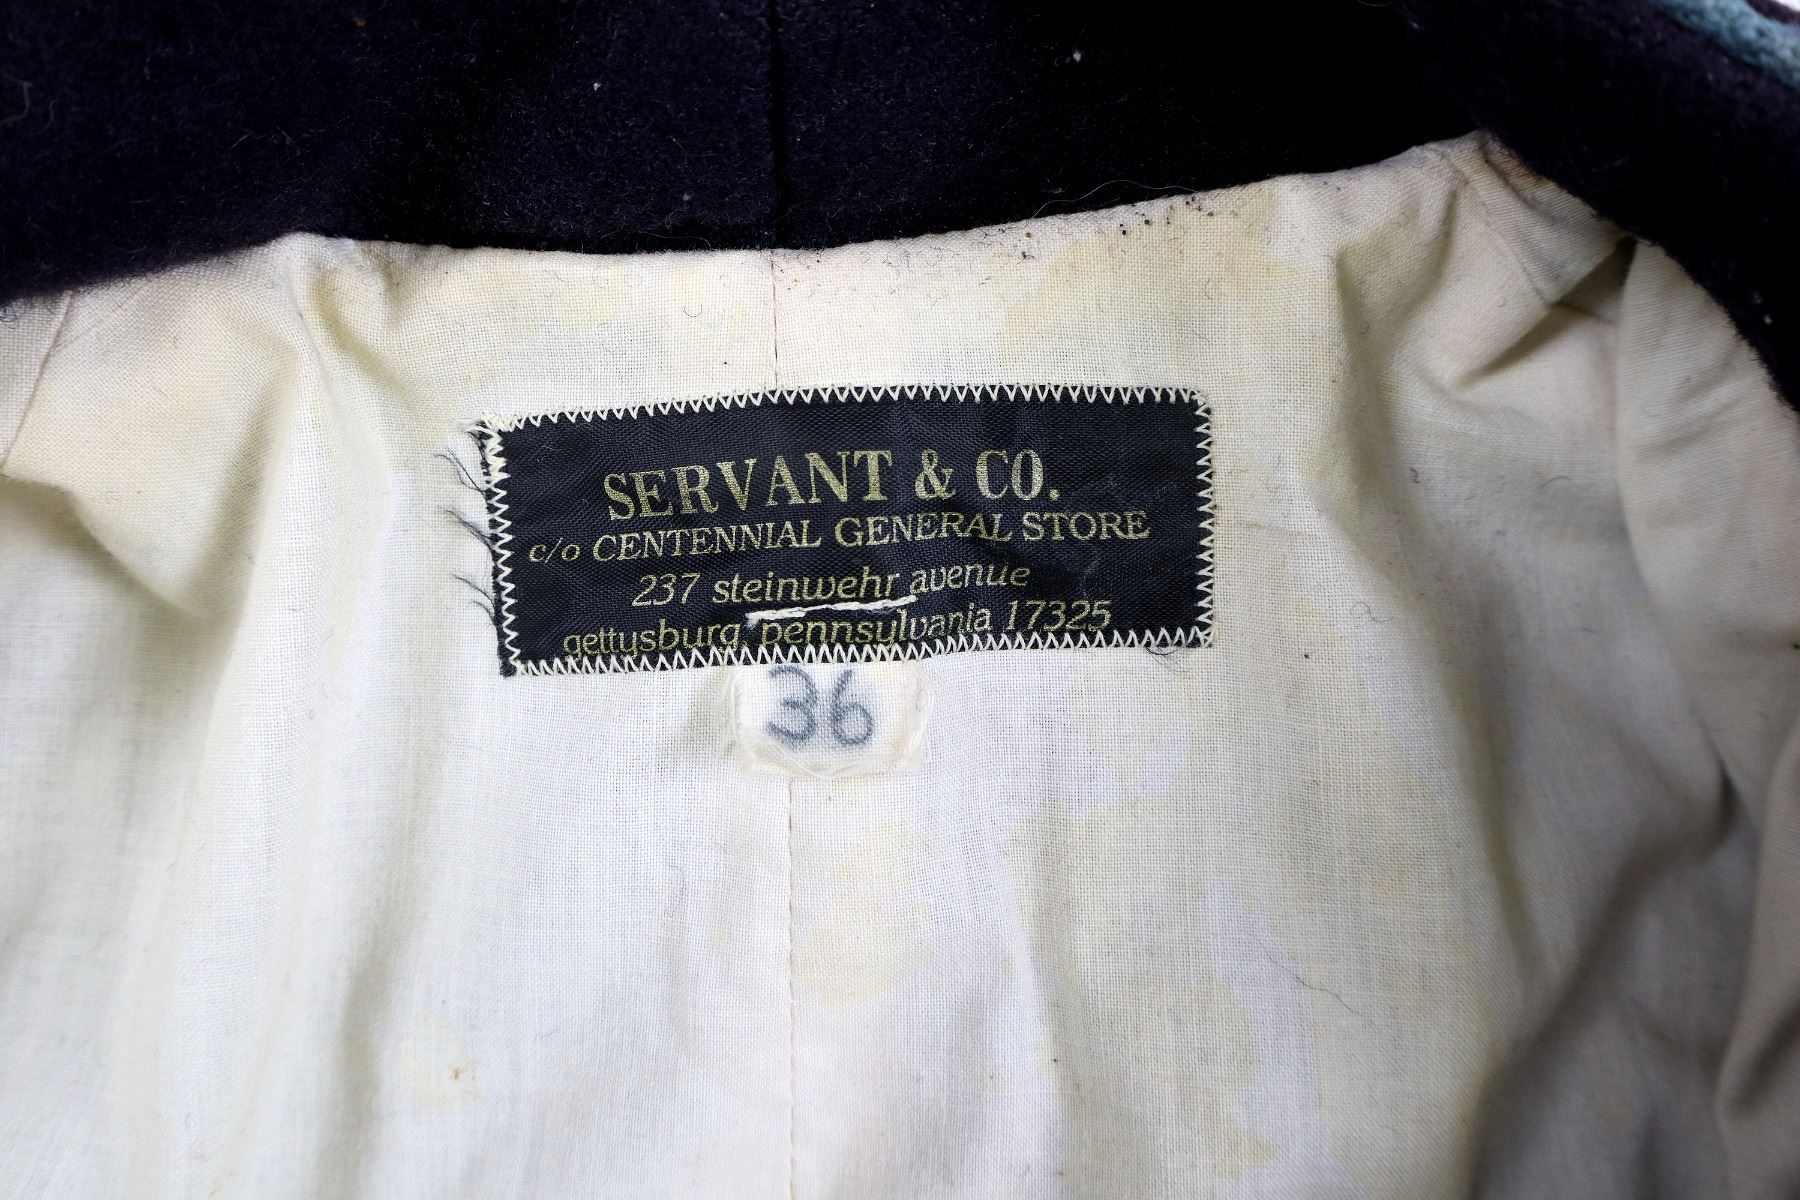 SERVANT & CO.
c/o CENTENNIAL GENERAL STORE
237 steinwehr avenue
gettysburg, pennsylvania 17325
36